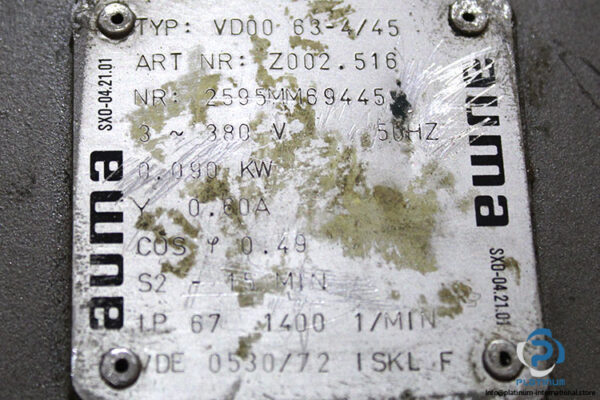 TYP: VD00 63-4/45
ART NR: Z002.516
NR: 2595MM69445
3 ~ 380 V 50HZ
0.090 KW
Y 0.60A
COS φ 0.49
S2 - 15 MIN
I.P 67 1400 1/MIN
VDE 0530/72 ISKL F
auma
SX0-04.21.01
auma
SX0-04.21.01
PLATINUM
info@platinum-international.store